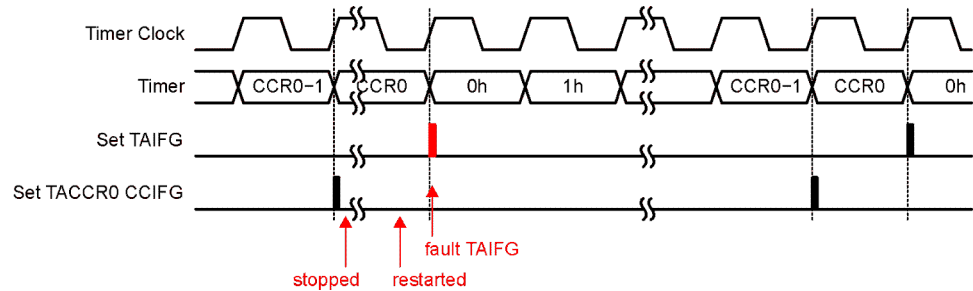 Timer Clock
Timer CCR0−1 CCR0 0h 1h CCR0−1 CCR0 0h
Set TAIFG
Set TACCR0 CCIFG
fault TAIFG
stopped restarted